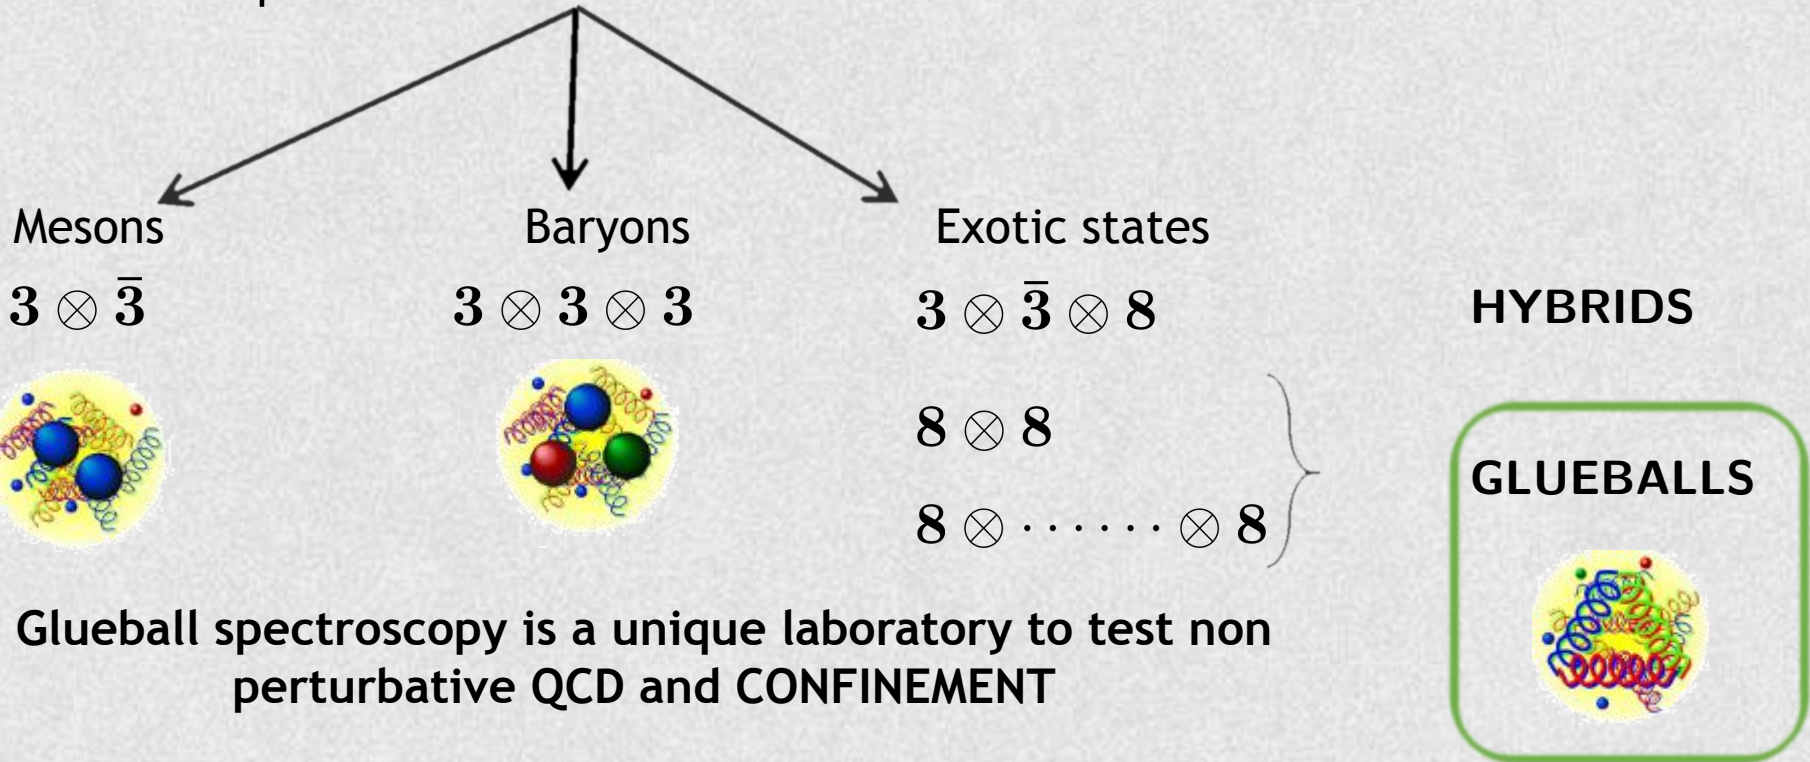 Mesons
Baryons
Exotic states
3 ⊗ 3̅
3 ⊗ 3 ⊗ 3
3 ⊗ 3̅ ⊗ 8
HYBRIDS
8 ⊗ 8
GLUEBALLS
8 ⊗ · · · · · · ⊗ 8
Glueball spectroscopy is a unique laboratory to test non
perturbative QCD and CONFINEMENT